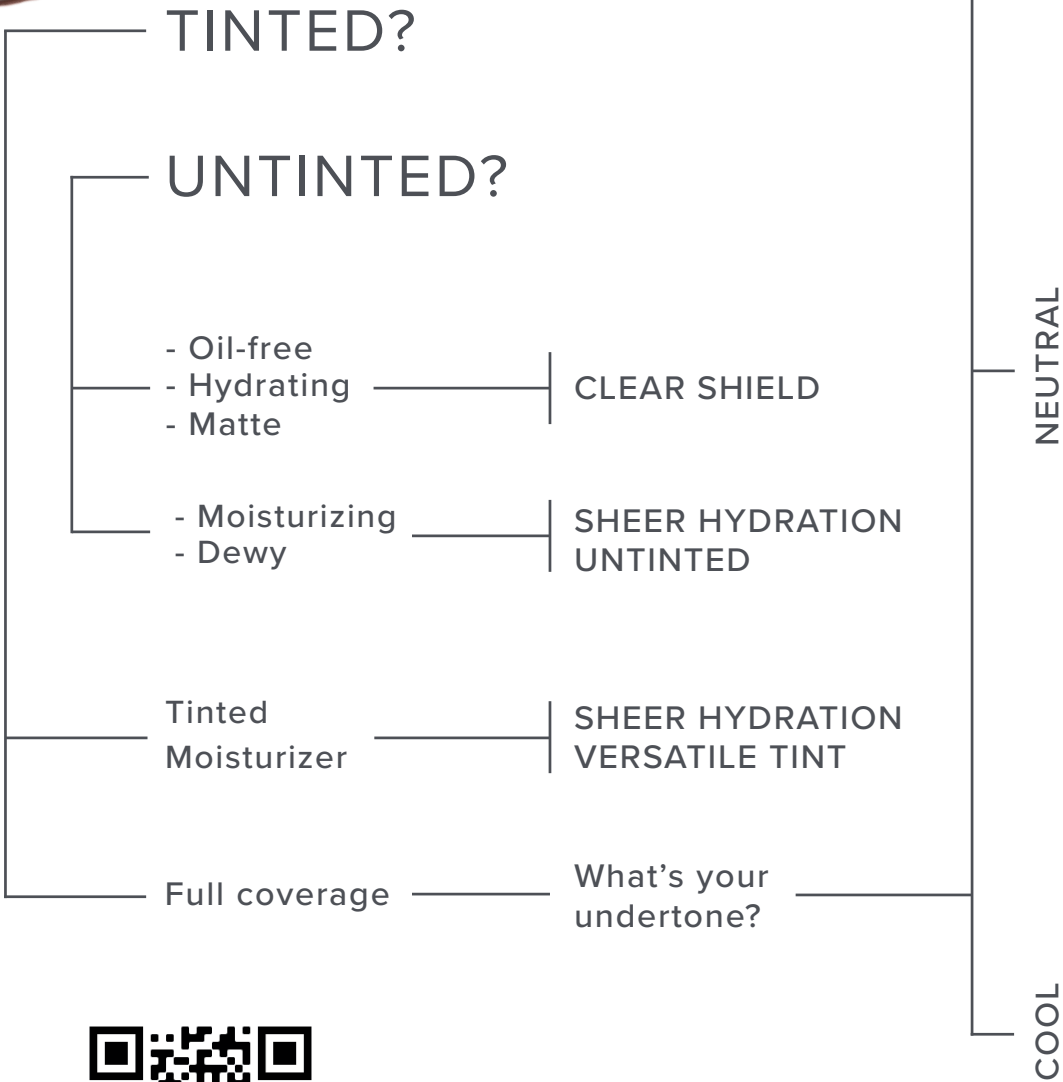 TINTED?
UNTINTED?
- Oil-free
- Hydrating
- Matte
CLEAR SHIELD
- Moisturizing
- Dewy
SHEER HYDRATION
UNTINTED
Tinted
Moisturizer
SHEER HYDRATION
VERSATILE TINT
Full coverage
What's your
undertone?
NEUTRAL
COOL